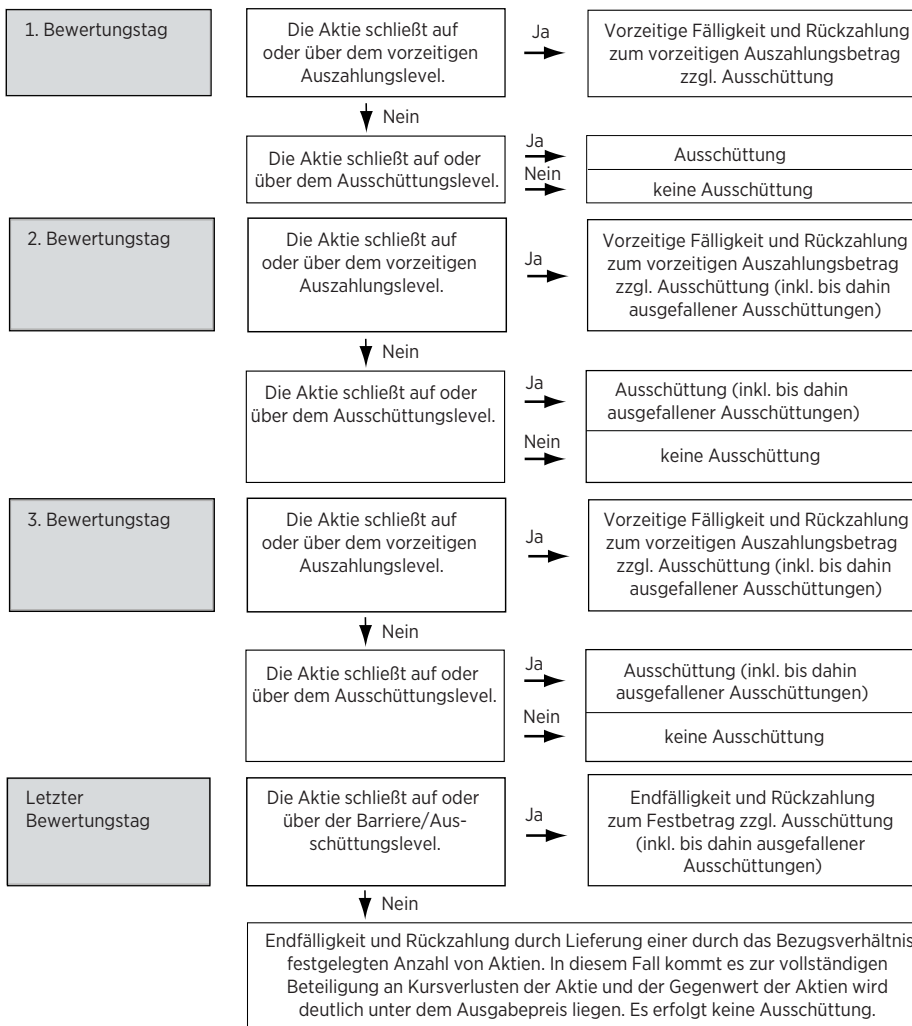 1. Bewertungstag
Die Aktie schließt auf
oder über dem vorzeitigen
Auszahlungslevel.
Ja
Vorzeitige Fälligkeit und Rückzahlung
zum vorzeitigen Auszahlungsbetrag
zzgl. Ausschüttung
Nein
Die Aktie schließt auf oder
über dem Ausschüttungslevel.
Ja
Ausschüttung
Nein
keine Ausschüttung
2. Bewertungstag
Die Aktie schließt auf
oder über dem vorzeitigen
Auszahlungslevel.
Ja
Vorzeitige Fälligkeit und Rückzahlung
zum vorzeitigen Auszahlungsbetrag
zzgl. Ausschüttung (inkl. bis dahin
ausgefallener Ausschüttungen)
Nein
Die Aktie schließt auf oder
über dem Ausschüttungslevel.
Ja
Ausschüttung (inkl. bis dahin
ausgefallener Ausschüttungen)
Nein
keine Ausschüttung
3. Bewertungstag
Die Aktie schließt auf
oder über dem vorzeitigen
Auszahlungslevel.
Ja
Vorzeitige Fälligkeit und Rückzahlung
zum vorzeitigen Auszahlungsbetrag
zzgl. Ausschüttung (inkl. bis dahin
ausgefallener Ausschüttungen)
Nein
Die Aktie schließt auf oder
über dem Ausschüttungslevel.
Ja
Ausschüttung (inkl. bis dahin
ausgefallener Ausschüttungen)
Nein
keine Ausschüttung
Letzter
Bewertungstag
Die Aktie schließt auf oder
über der Barriere/Aus-
schüttungslevel.
Ja
Endfälligkeit und Rückzahlung
zum Festbetrag zzgl. Ausschüttung
(inkl. bis dahin ausgefallener
Ausschüttungen)
Nein
Endfälligkeit und Rückzahlung durch Lieferung einer durch das Bezugsverhältnis
festgelegten Anzahl von Aktien. In diesem Fall kommt es zur vollständigen
Beteiligung an Kursverlusten der Aktie und der Gegenwert der Aktien wird
deutlich unter dem Ausgabepreis liegen. Es erfolgt keine Ausschüttung.